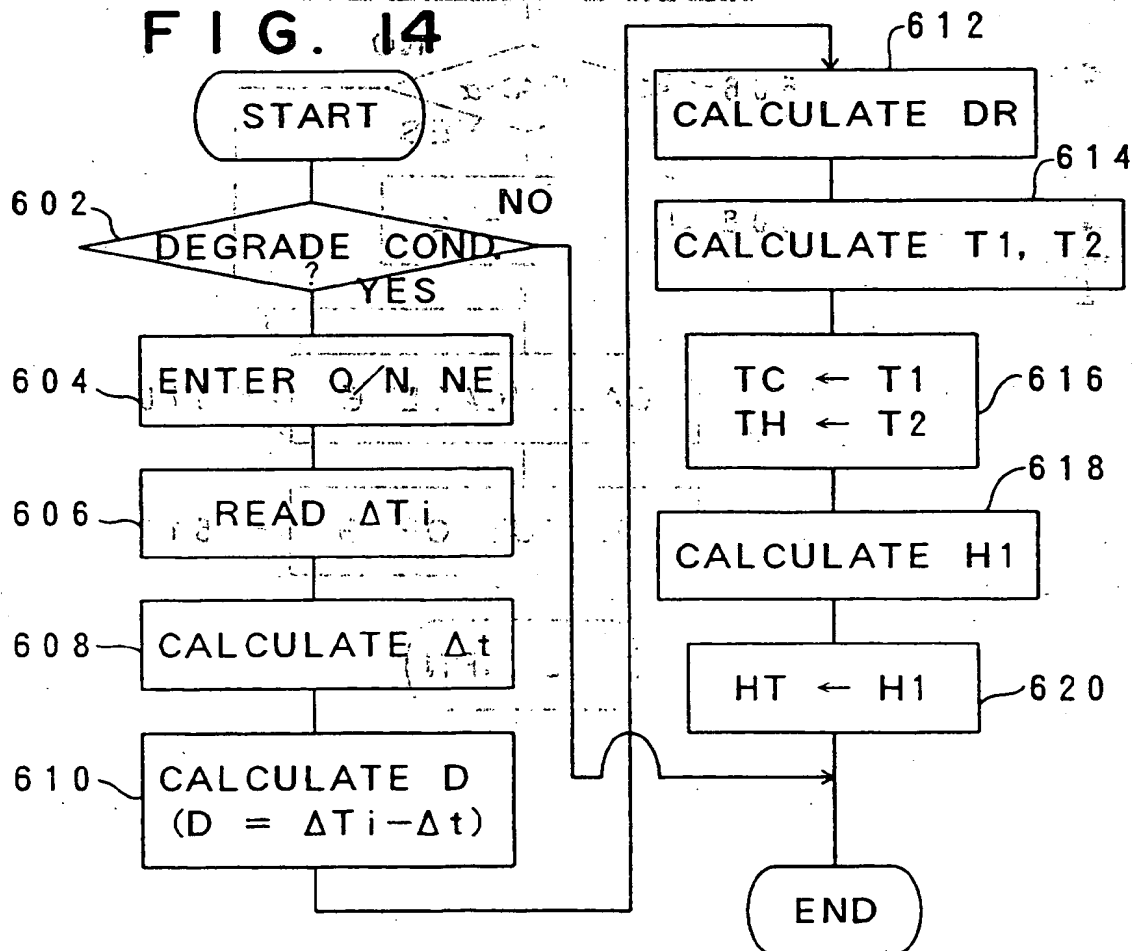 FIG. 14
START
602
DEGRADE COND.
?
NO
YES
604
ENTER Q/N, NE
606
READ ΔTi
608
CALCULATE Δt
610
CALCULATE D
(D = ΔTi-Δt)
612
CALCULATE DR
614
CALCULATE T1, T2
616
TC ← T1
TH ← T2
618
CALCULATE H1
620
HT ← H1
END